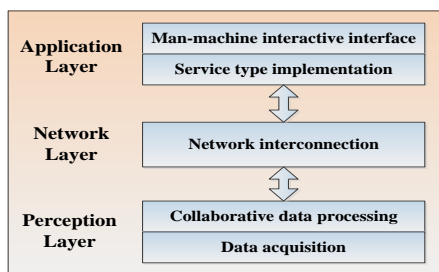 Application
Layer
Man-machine interactive interface
Service type implementation
Network
Layer
Network interconnection
Perception
Layer
Collaborative data processing
Data acquisition